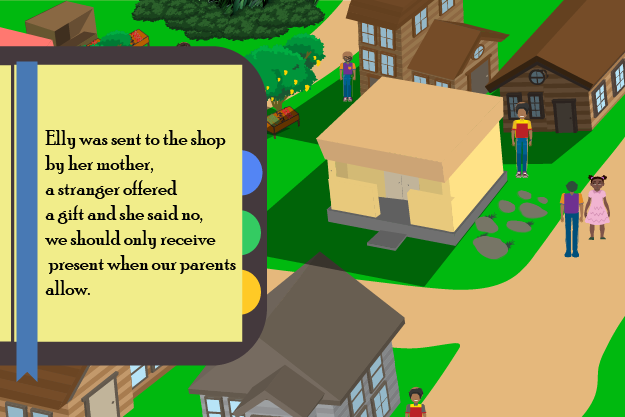 Elly was sent to the shop
by her mother,
a stranger offered
a gift and she said no,
we should only receive
present when our parents
allow.